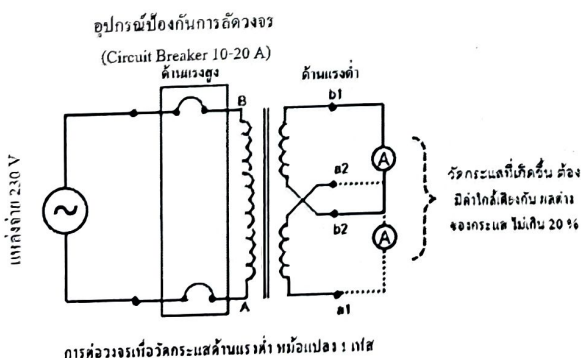 อุปกรณ์ป้องกันการลัดวงจร
(Circuit Breaker 10-20 A)
ด้านแรงสูง
ด้านแรงต่ำ
B
b1
A
a2
b2
A
a1
A
แหล่งจ่าย 230 V
วัดกระแสที่เกิดขึ้น ต้อง
มีค่าใกล้เคียงกัน ผลต่าง
ของกระแส ไม่เกิน 20 %
การต่อวงจรเพื่อวัดกระแสด้านแรงต่ำ หม้อแปลง 1 เฟส